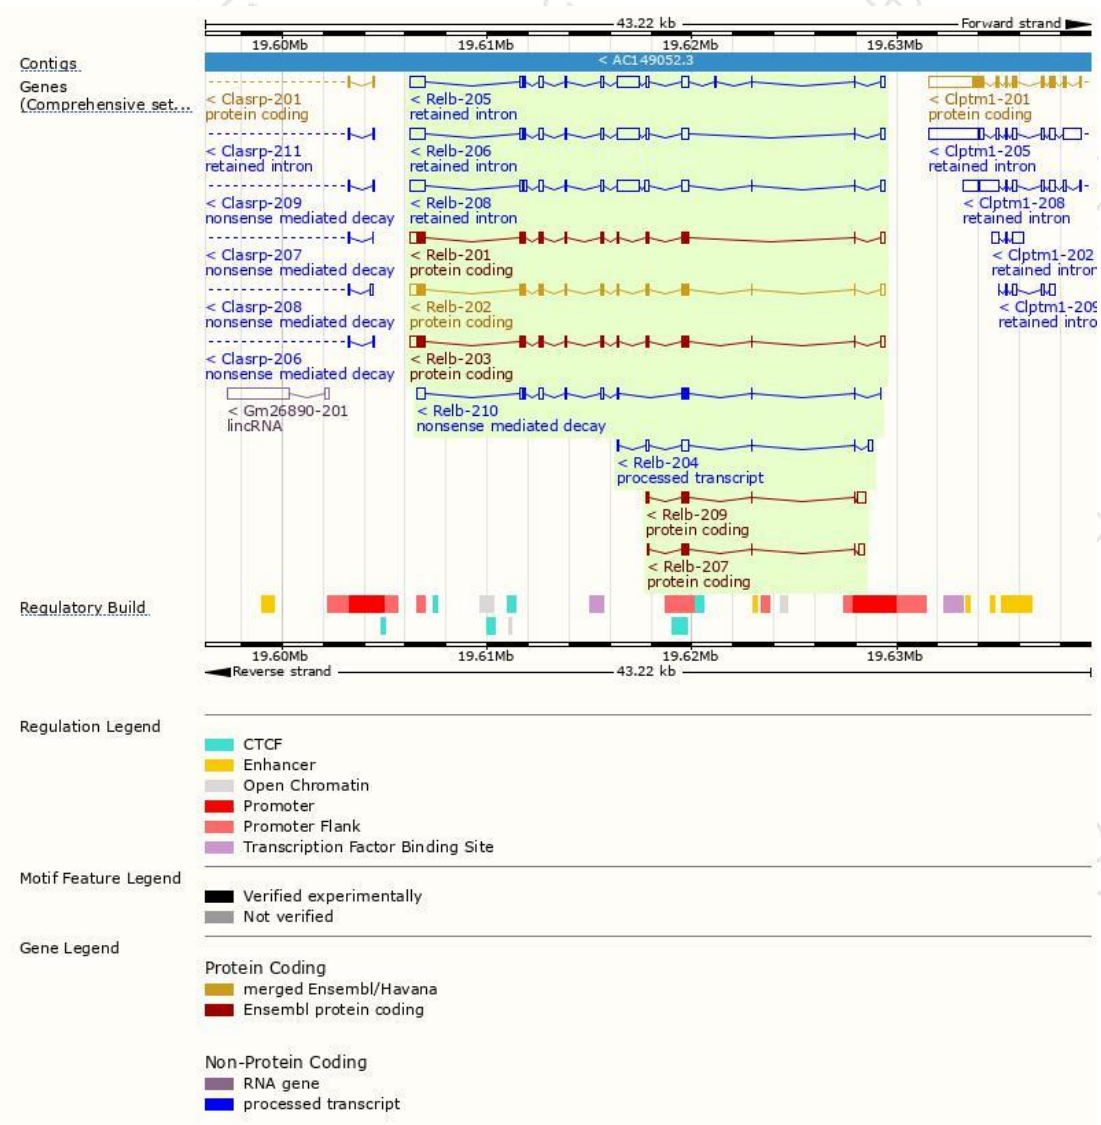 43.22 kb
Forward strand
19.60Mb 19.61Mb 19.62Mb 19.63Mb
Contigs
< AC149052.3
Genes
(Comprehensive set...
< Clasrp-201
protein coding
< Relb-205
retained intron
< Clptm1-201
protein coding
< Clasrp-211
retained intron
< Relb-206
retained intron
< Clptm1-205
retained intron
< Clasrp-209
nonsense mediated decay
< Relb-208
retained intron
< Clptm1-208
retained intron
< Clasrp-207
nonsense mediated decay
< Relb-201
protein coding
< Clptm1-202
retained intron
< Clasrp-208
nonsense mediated decay
< Relb-202
protein coding
< Clptm1-209
retained intro
< Clasrp-206
nonsense mediated decay
< Relb-203
protein coding
< Gm26890-201
lincRNA
< Relb-210
nonsense mediated decay
< Relb-204
processed transcript
< Relb-209
protein coding
< Relb-207
protein coding
Regulatory Build
19.60Mb 19.61Mb 19.62Mb 19.63Mb
Reverse strand
43.22 kb
Regulation Legend
CTCF
Enhancer
Open Chromatin
Promoter
Promoter Flank
Transcription Factor Binding Site
Motif Feature Legend
Verified experimentally
Not verified
Gene Legend
Protein Coding
merged Ensembl/Havana
Ensembl protein coding
Non-Protein Coding
RNA gene
processed transcript